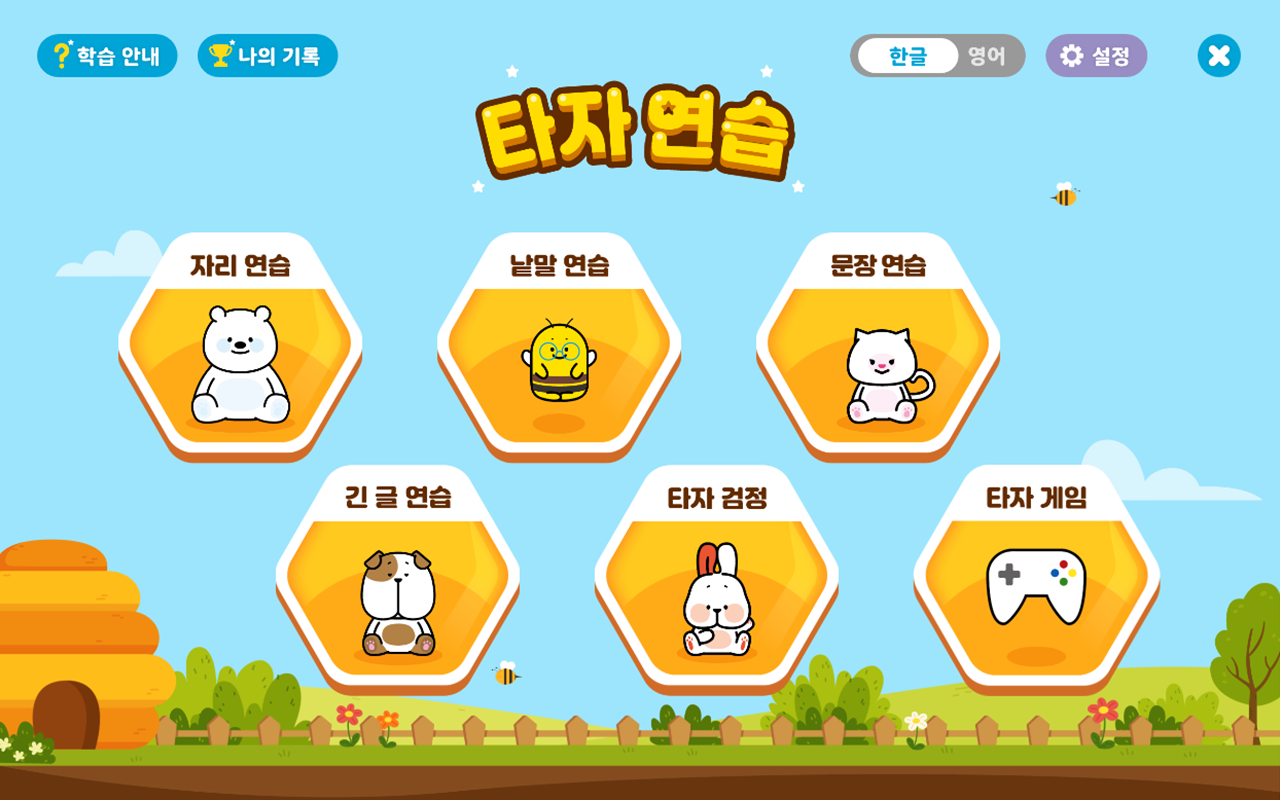 학습 안내
나의 기록
한글 영어
설정
타자 연습
자리 연습
낱말 연습
문장 연습
긴 글 연습
타자 검정
타자 게임